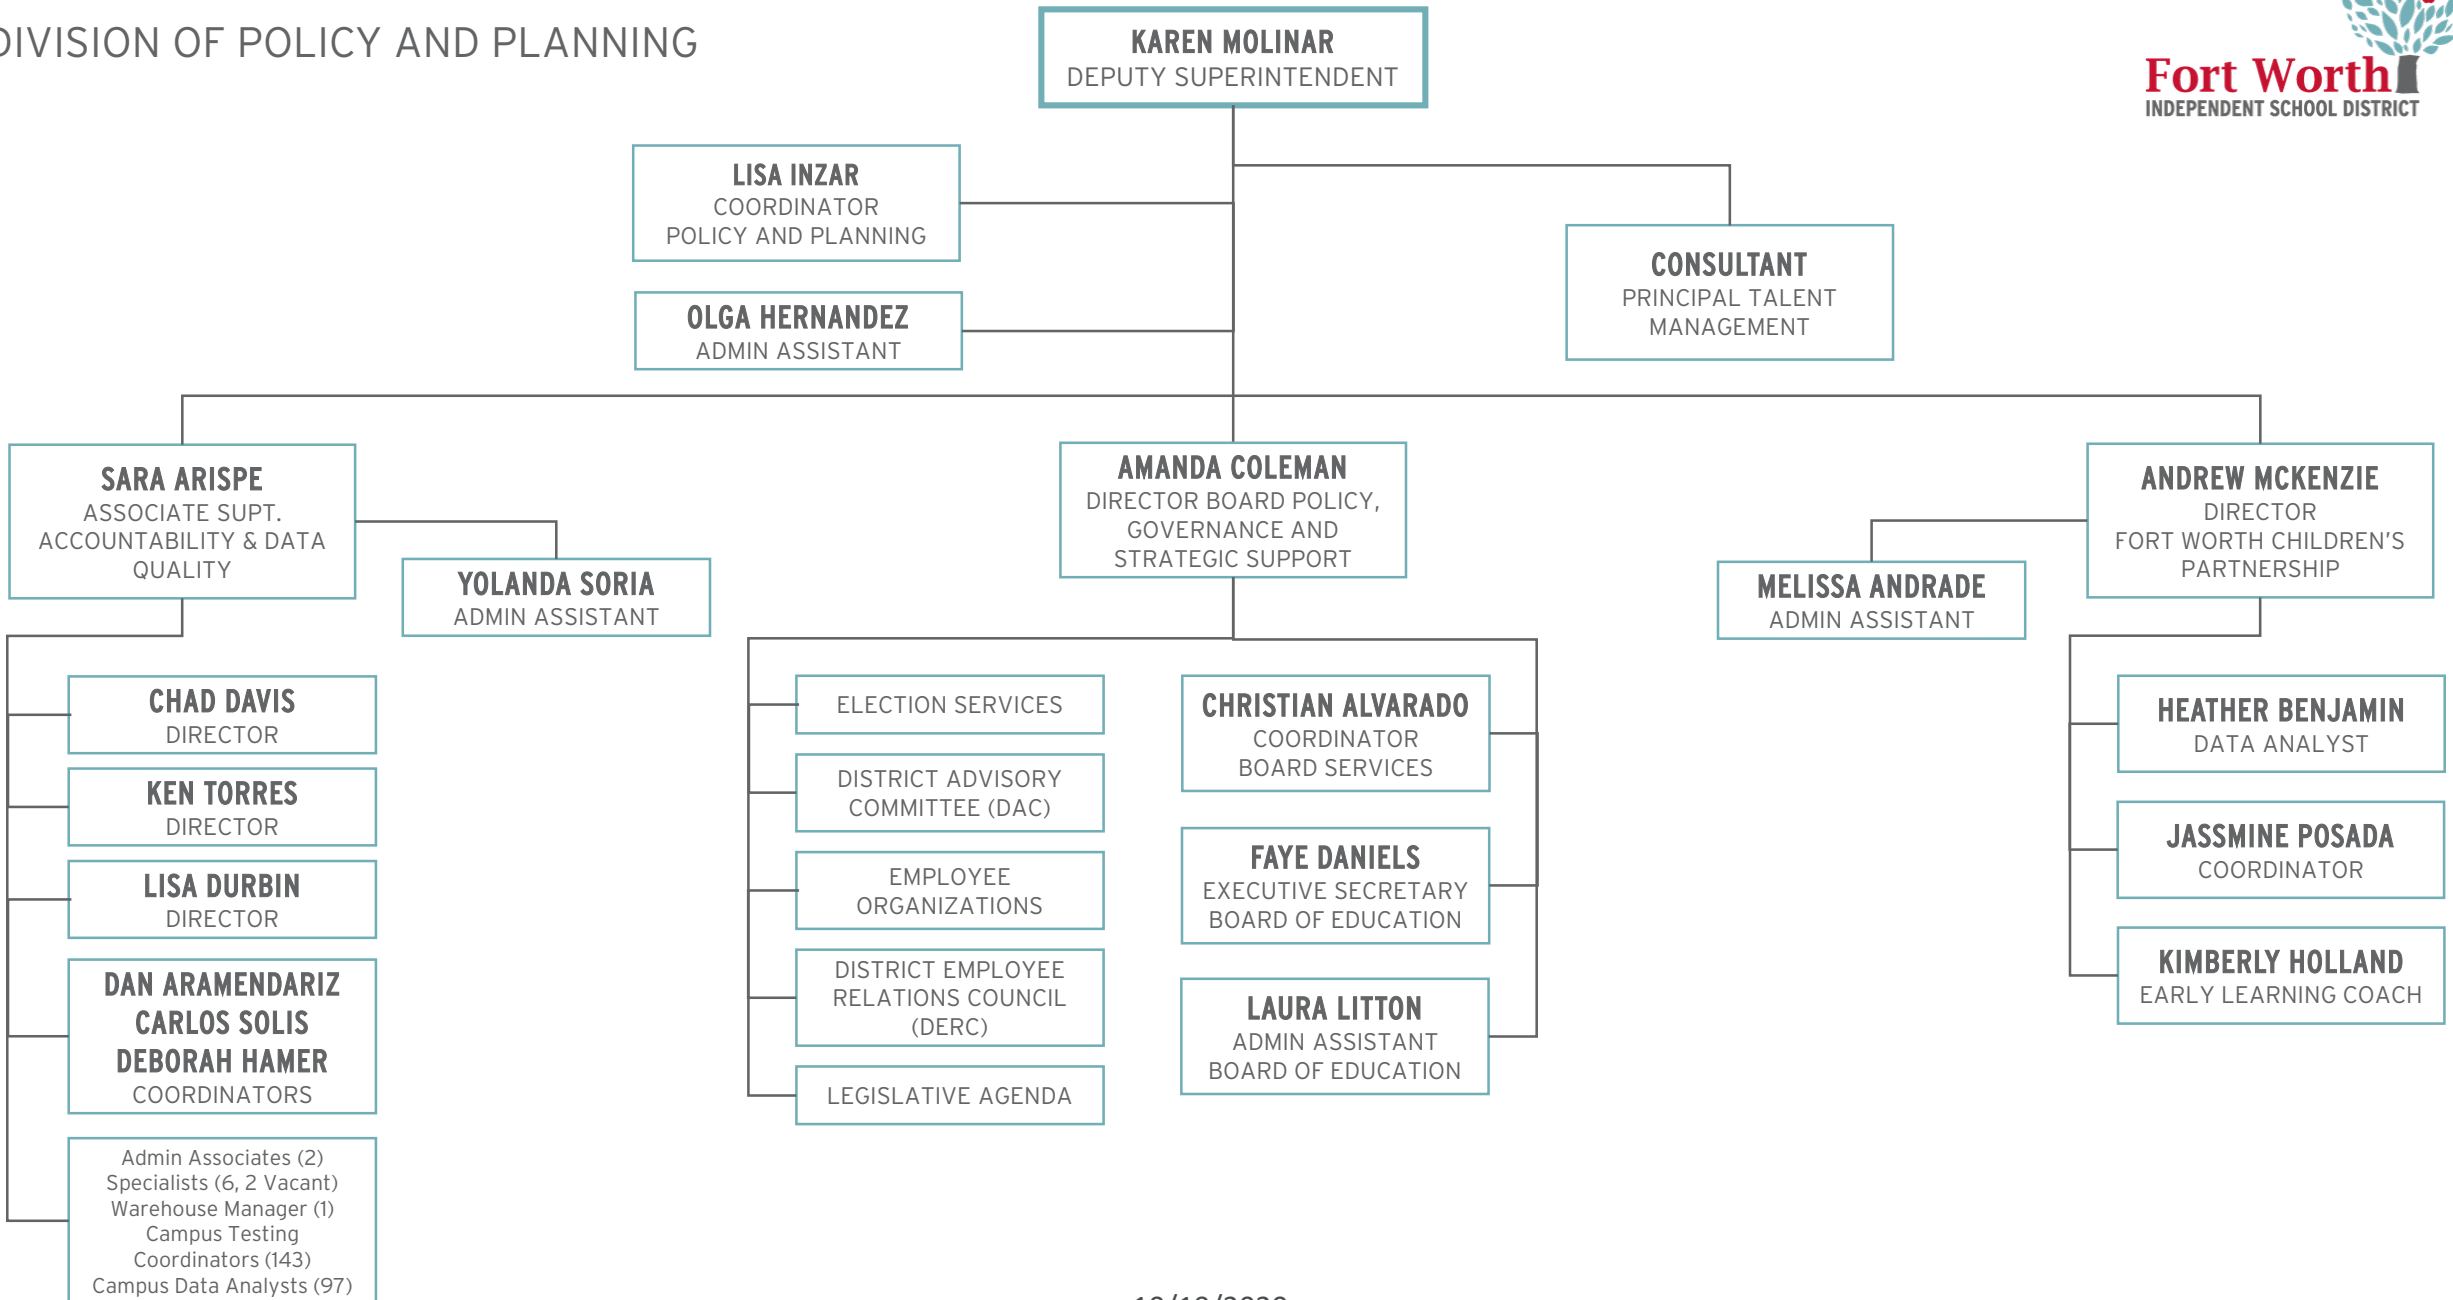 DIVISION OF POLICY AND PLANNING
KAREN MOLINAR
DEPUTY SUPERINTENDENT
Fort Worth
INDEPENDENT SCHOOL DISTRICT
LISA INZAR
COORDINATOR
POLICY AND PLANNING
CONSULTANT
PRINCIPAL TALENT
MANAGEMENT
OLGA HERNANDEZ
ADMIN ASSISTANT
SARA ARISPE
ASSOCIATE SUPT.
ACCOUNTABILITY & DATA
QUALITY
YOLANDA SORIA
ADMIN ASSISTANT
AMANDA COLEMAN
DIRECTOR BOARD POLICY,
GOVERNANCE AND
STRATEGIC SUPPORT
ANDREW MCKENZIE
DIRECTOR
FORT WORTH CHILDREN'S
PARTNERSHIP
MELISSA ANDRADE
ADMIN ASSISTANT
CHAD DAVIS
DIRECTOR
KEN TORRES
DIRECTOR
LISA DURBIN
DIRECTOR
DAN ARAMENDARIZ
CARLOS SOLIS
DEBORAH HAMER
COORDINATORS
Admin Associates (2)
Specialists (6, 2 Vacant)
Warehouse Manager (1)
Campus Testing
Coordinators (143)
Campus Data Analysts (97)
ELECTION SERVICES
DISTRICT ADVISORY
COMMITTEE (DAC)
EMPLOYEE
ORGANIZATIONS
DISTRICT EMPLOYEE
RELATIONS COUNCIL
(DERC)
LEGISLATIVE AGENDA
CHRISTIAN ALVARADO
COORDINATOR
BOARD SERVICES
FAYE DANIELS
EXECUTIVE SECRETARY
BOARD OF EDUCATION
LAURA LITTON
ADMIN ASSISTANT
BOARD OF EDUCATION
HEATHER BENJAMIN
DATA ANALYST
JASSMINE POSADA
COORDINATOR
KIMBERLY HOLLAND
EARLY LEARNING COACH